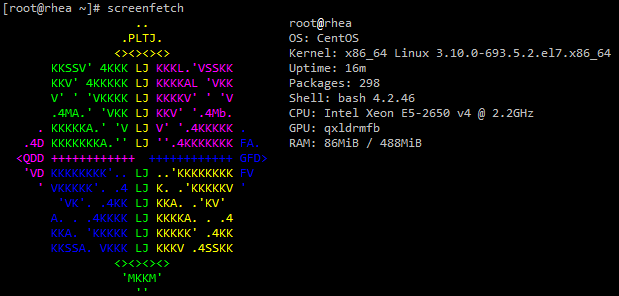 [root@rhea ~]# screenfetch
..
.PLTJ.
<><><><>
KKSSV' 4KKK LJ KKKL.'VSSKK
KKV' 4KKKKK LJ KKKKAL 'VKK
V' ' 'VKKKK LJ KKKKV' ' 'V
.4MA.' 'VKK LJ KKV' '.4Mb.
. KKKKKA.' 'V LJ V' '.4KKKKK .
.4D KKKKKKKA.'' LJ ''.4KKKKKKK FA.
<QDD ++++++++++++ ++++++++++++ GFD>
'VD KKKKKKKK'.. LJ ..'KKKKKKKK FV
' VKKKKK'. .4 LJ K. .'KKKKKV '
'VK'. .4KK LJ KKA. .'KV'
A. . .4KKKK LJ KKKKA. . .4
KKA. 'KKKKK LJ KKKKK' .4KK
KKSSA. VKKK LJ KKKV .4SSKK
<><><><>
'MKKM'
''
root@rhea
OS: CentOS
Kernel: x86_64 Linux 3.10.0-693.5.2.el7.x86_64
Uptime: 16m
Packages: 298
Shell: bash 4.2.46
CPU: Intel Xeon E5-2650 v4 @ 2.2GHz
GPU: qxldrmfb
RAM: 86MiB / 488MiB